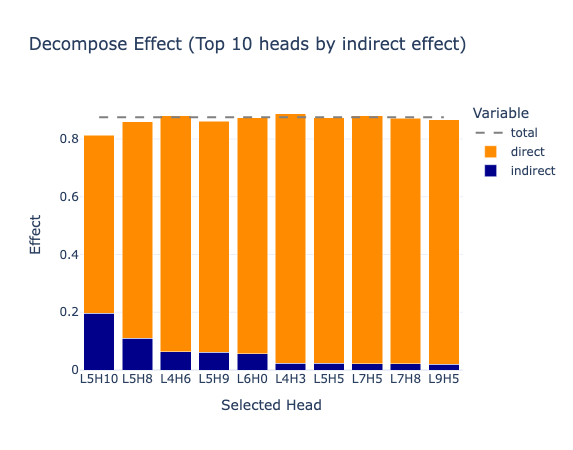 Decompose Effect (Top 10 heads by indirect effect)
Variable
total
direct
indirect
Effect
0.8
0.6
0.4
0.2
0
L5H10 L5H8 L4H6 L5H9 L6H0 L4H3 L5H5 L7H5 L7H8 L9H5
Selected Head